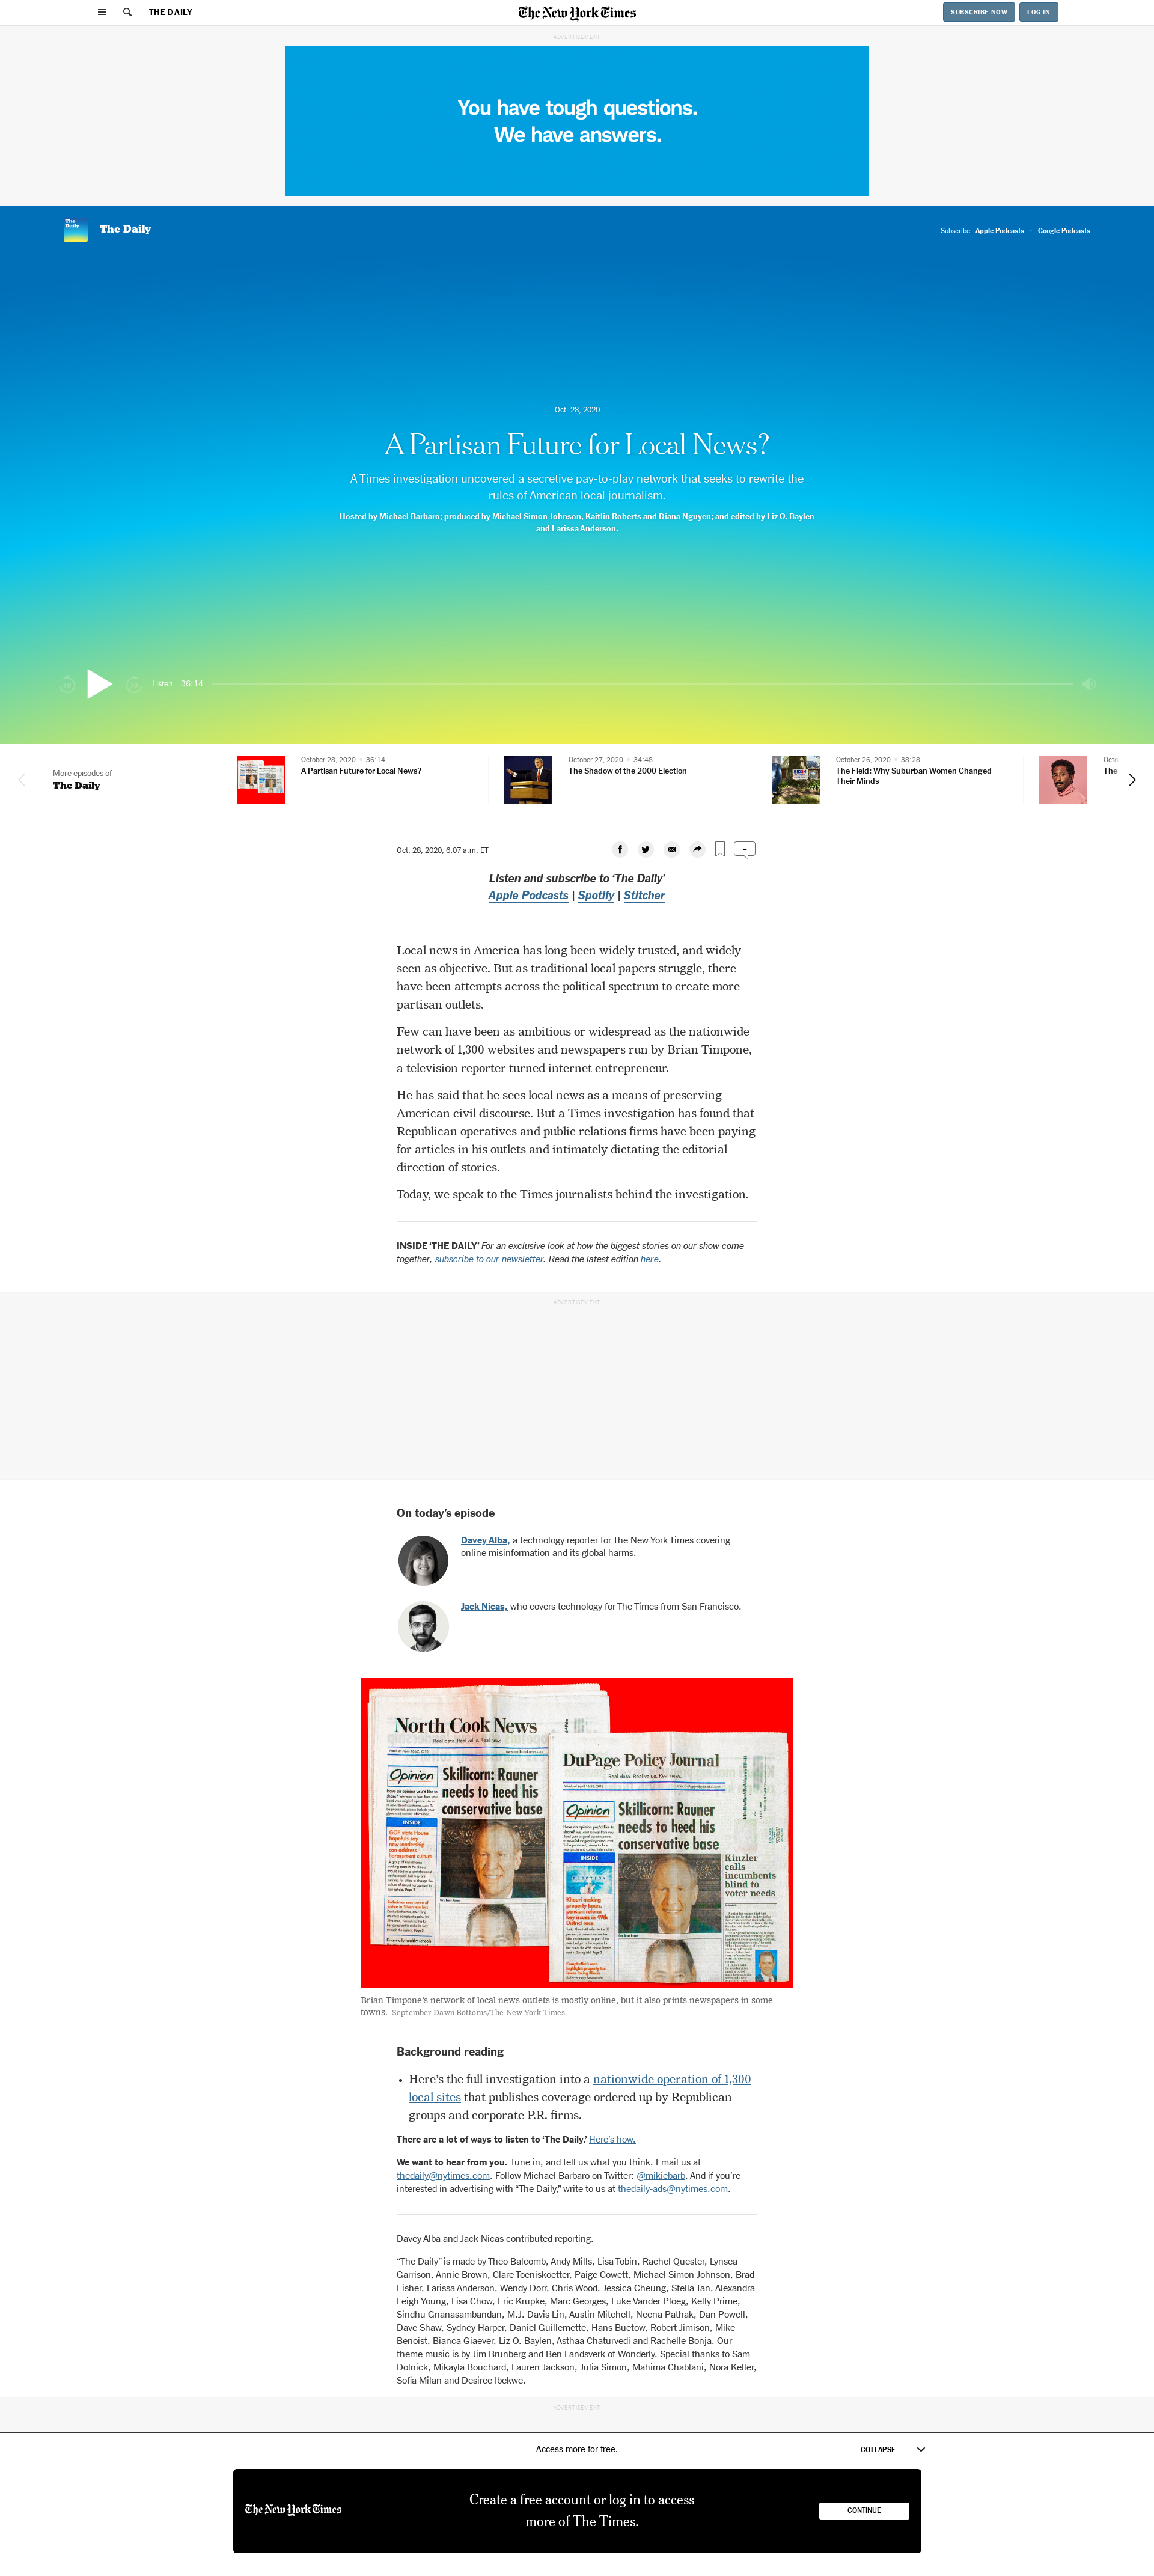 THE DAILY
The New York Times
SUBSCRIBE NOW
LOG IN
ADVERTISEMENT
You have tough questions.
We have answers.
The Daily
The Daily
Subscribe: Apple Podcasts
Google Podcasts
Oct. 28, 2020
A Partisan Future for Local News?
A Times investigation uncovered a secretive pay-to-play network that seeks to rewrite the
rules of American local journalism.
Hosted by Michael Barbaro; produced by Michael Simon Johnson, Kaitlin Roberts and Diana Nguyen; and edited by Liz O. Baylen
and Larissa Anderson.
Listen 36:14
More episodes of
The Daily
October 28, 2020 • 36:14
A Partisan Future for Local News?
October 27, 2020 • 34:48
The Shadow of the 2000 Election
October 26, 2020 • 38:28
The Field: Why Suburban Women Changed
Their Minds
Octo
The
Oct. 28, 2020, 6:07 a.m. ET
+
Listen and subscribe to ‘The Daily’
Apple Podcasts | Spotify | Stitcher
Local news in America has long been widely trusted, and widely
seen as objective. But as traditional local papers struggle, there
have been attempts across the political spectrum to create more
partisan outlets.
Few can have been as ambitious or widespread as the nationwide
network of 1,300 websites and newspapers run by Brian Timpone,
a television reporter turned internet entrepreneur.
He has said that he sees local news as a means of preserving
American civil discourse. But a Times investigation has found that
Republican operatives and public relations firms have been paying
for articles in his outlets and intimately dictating the editorial
direction of stories.
Today, we speak to the Times journalists behind the investigation.
INSIDE ‘THE DAILY’ For an exclusive look at how the biggest stories on our show come
together, subscribe to our newsletter. Read the latest edition here.
ADVERTISEMENT
On today’s episode
Davey Alba, a technology reporter for The New York Times covering
online misinformation and its global harms.
Jack Nicas, who covers technology for The Times from San Francisco.
North Cook News
Real data. Real value. Real news.
Opinion
Skillicorn: Rauner
needs to heed his
conservative base
INSIDE
GOP state House
hopefuls say new
leadership can
address
harassment culture
DuPage Policy Journal
Real data. Real value. Real news.
Opinion
Skillicorn: Rauner
needs to heed his
conservative base
INSIDE
ELECTION
Kinzler
calls
incumbents
blind to
voter needs
Brian Timpone’s network of local news outlets is mostly online, but it also prints newspapers in some
towns. September Dawn Bottoms/The New York Times
Background reading
• Here’s the full investigation into a nationwide operation of 1,300
local sites that publishes coverage ordered up by Republican
groups and corporate P.R. firms.
There are a lot of ways to listen to ‘The Daily.’ Here’s how.
We want to hear from you. Tune in, and tell us what you think. Email us at
thedaily@nytimes.com. Follow Michael Barbaro on Twitter: @mikiebarb. And if you’re
interested in advertising with “The Daily,” write to us at thedaily-ads@nytimes.com.
Davey Alba and Jack Nicas contributed reporting.
“The Daily” is made by Theo Balcomb, Andy Mills, Lisa Tobin, Rachel Quester, Lynsea
Garrison, Annie Brown, Clare Toeniskoetter, Paige Cowett, Michael Simon Johnson, Brad
Fisher, Larissa Anderson, Wendy Dorr, Chris Wood, Jessica Cheung, Stella Tan, Alexandra
Leigh Young, Lisa Chow, Eric Krupke, Marc Georges, Luke Vander Ploeg, Kelly Prime,
Sindhu Gnanasambandan, M.J. Davis Lin, Austin Mitchell, Neena Pathak, Dan Powell,
Dave Shaw, Sydney Harper, Daniel Guillemette, Hans Buetow, Robert Jimison, Mike
Benoist, Bianca Giaever, Liz O. Baylen, Asthaa Chaturvedi and Rachelle Bonja. Our
theme music is by Jim Brunberg and Ben Landsverk of Wonderly. Special thanks to Sam
Dolnick, Mikayla Bouchard, Lauren Jackson, Julia Simon, Mahima Chablani, Nora Keller,
Sofia Milan and Desiree Ibekwe.
ADVERTISEMENT
Access more for free.
COLLAPSE
The New York Times
Create a free account or log in to access
more of The Times.
CONTINUE